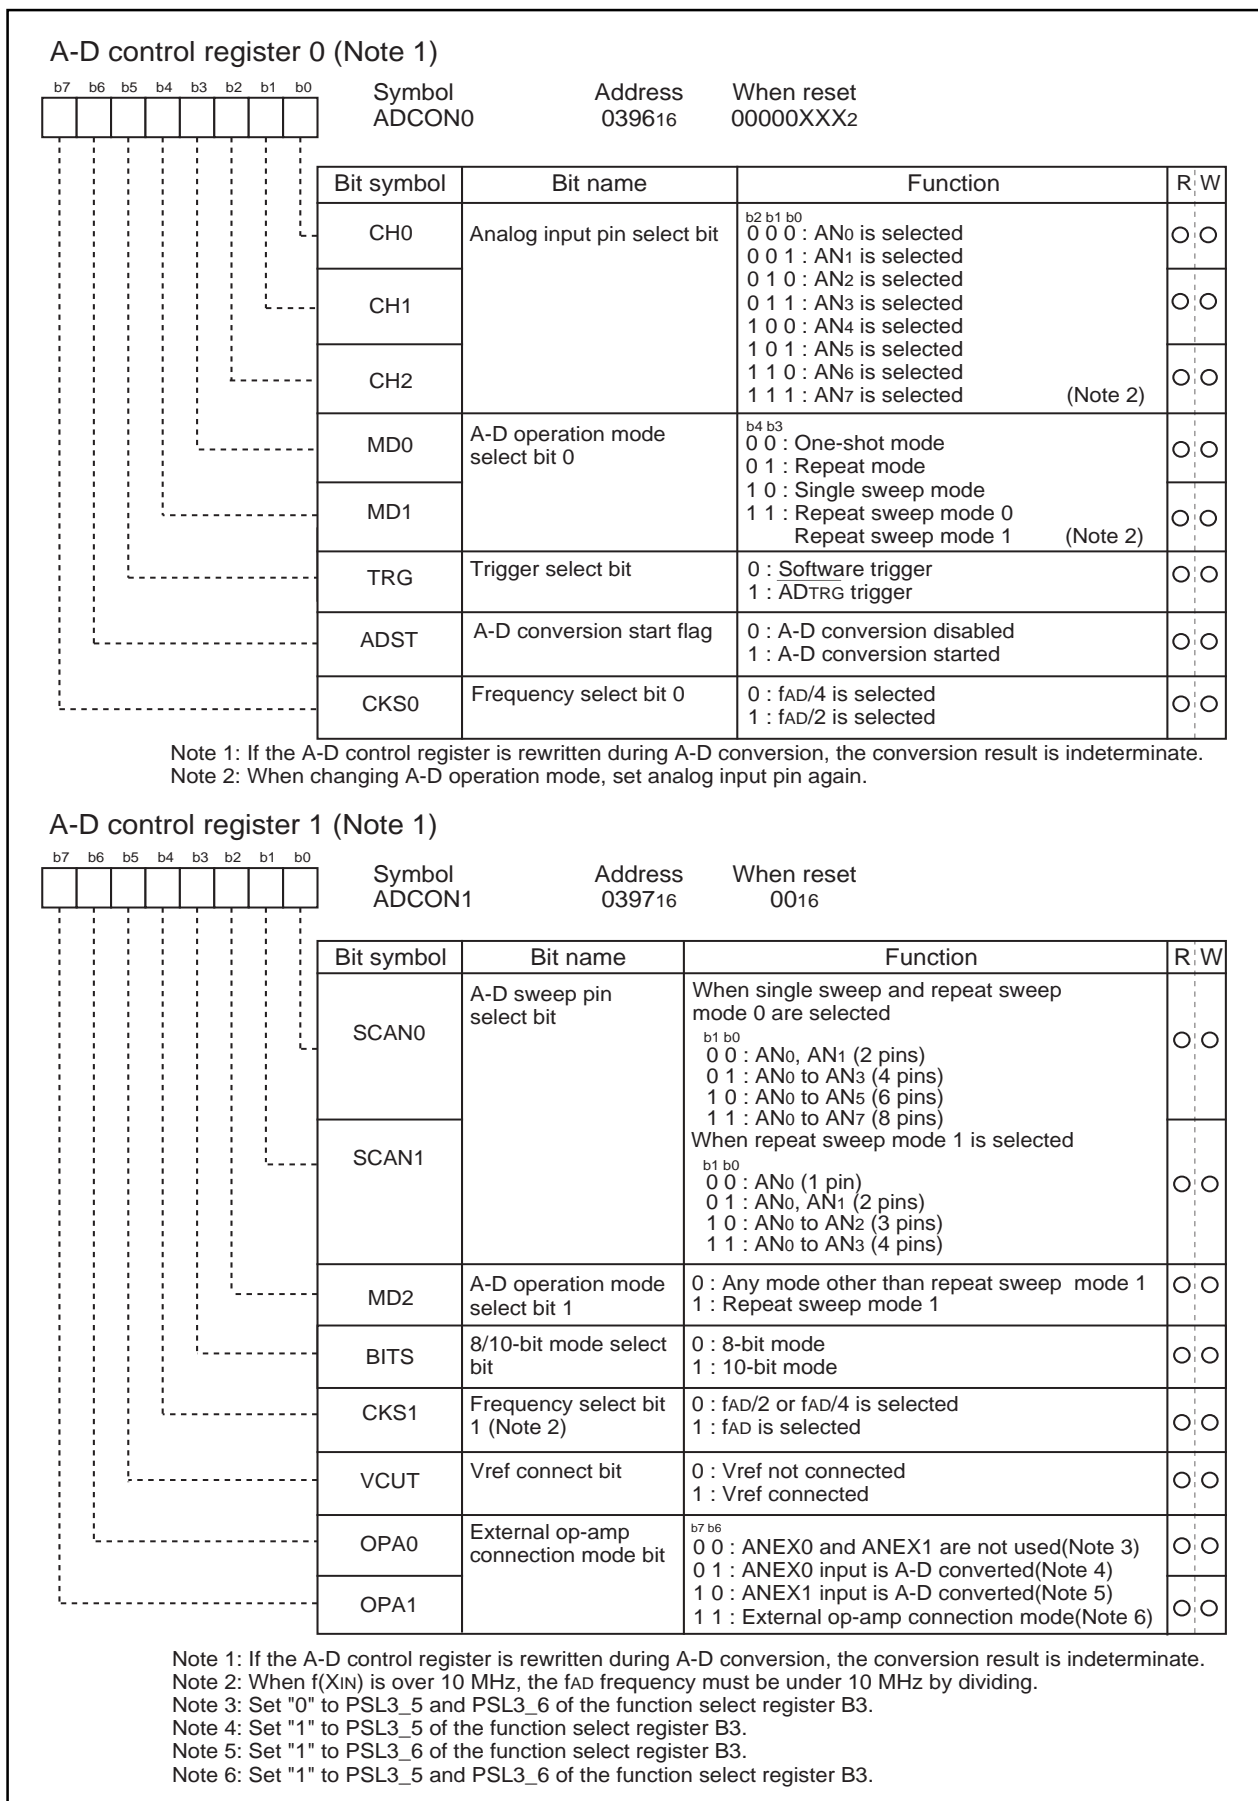 A-D control register 0 (Note 1)
b7 b6 b5 b4 b3 b2 b1 b0
Symbol Address When reset
ADCON0 039616 00000XXX2
Bit symbol Bit name Function R W
CH0 Analog input pin select bit
b2 b1 b0
0 0 0 : AN0 is selected
0 0 1 : AN1 is selected
0 1 0 : AN2 is selected
CH1
0 1 1 : AN3 is selected
1 0 0 : AN4 is selected
1 0 1 : AN5 is selected
CH2
1 1 0 : AN6 is selected
1 1 1 : AN7 is selected (Note 2)
MD0 A-D operation mode
select bit 0
b4 b3
0 0 : One-shot mode
0 1 : Repeat mode
MD1
1 0 : Single sweep mode
1 1 : Repeat sweep mode 0
Repeat sweep mode 1 (Note 2)
TRG Trigger select bit
0 : Software trigger
1 : ADTRG trigger
ADST A-D conversion start flag
0 : A-D conversion disabled
1 : A-D conversion started
CKS0 Frequency select bit 0
0 : fAD/4 is selected
1 : fAD/2 is selected
Note 1: If the A-D control register is rewritten during A-D conversion, the conversion result is indeterminate.
Note 2: When changing A-D operation mode, set analog input pin again.
A-D control register 1 (Note 1)
b7 b6 b5 b4 b3 b2 b1 b0
Symbol Address When reset
ADCON1 039716 0016
Bit symbol Bit name Function R W
SCAN0
A-D sweep pin
select bit
When single sweep and repeat sweep
mode 0 are selected
b1 b0
0 0 : AN0, AN1 (2 pins)
0 1 : AN0 to AN3 (4 pins)
1 0 : AN0 to AN5 (6 pins)
1 1 : AN0 to AN7 (8 pins)
SCAN1
When repeat sweep mode 1 is selected
b1 b0
0 0 : AN0 (1 pin)
0 1 : AN0, AN1 (2 pins)
1 0 : AN0 to AN2 (3 pins)
1 1 : AN0 to AN3 (4 pins)
MD2
A-D operation mode
select bit 1
0 : Any mode other than repeat sweep mode 1
1 : Repeat sweep mode 1
BITS
8/10-bit mode select
bit
0 : 8-bit mode
1 : 10-bit mode
CKS1
Frequency select bit
1 (Note 2)
0 : fAD/2 or fAD/4 is selected
1 : fAD is selected
VCUT Vref connect bit
0 : Vref not connected
1 : Vref connected
OPA0
External op-amp
connection mode bit
b7 b6
0 0 : ANEX0 and ANEX1 are not used(Note 3)
0 1 : ANEX0 input is A-D converted(Note 4)
OPA1
1 0 : ANEX1 input is A-D converted(Note 5)
1 1 : External op-amp connection mode(Note 6)
Note 1: If the A-D control register is rewritten during A-D conversion, the conversion result is indeterminate.
Note 2: When f(XIN) is over 10 MHz, the fAD frequency must be under 10 MHz by dividing.
Note 3: Set "0" to PSL3_5 and PSL3_6 of the function select register B3.
Note 4: Set "1" to PSL3_5 of the function select register B3.
Note 5: Set "1" to PSL3_6 of the function select register B3.
Note 6: Set "1" to PSL3_5 and PSL3_6 of the function select register B3.